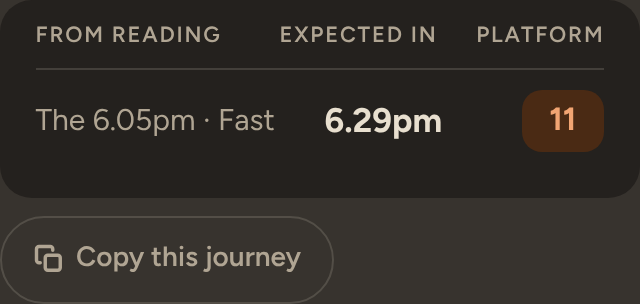 FROM READING EXPECTED IN PLATFORM
The 6.05pm · Fast 6.29pm 11
Copy this journey